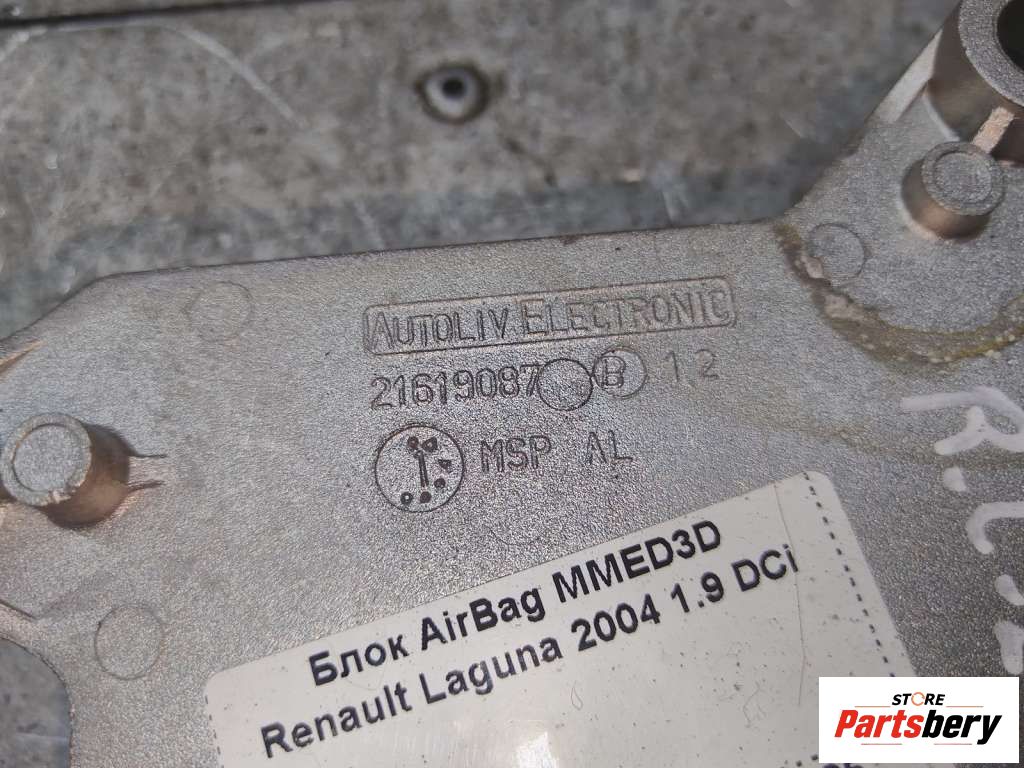 AUTOLIV ELECTRONIC
21619087 B 1.2
MSP AL
Блок AirBag MMED3D
Renault Laguna 2004 1.9 DCi
STORE
Partsbery